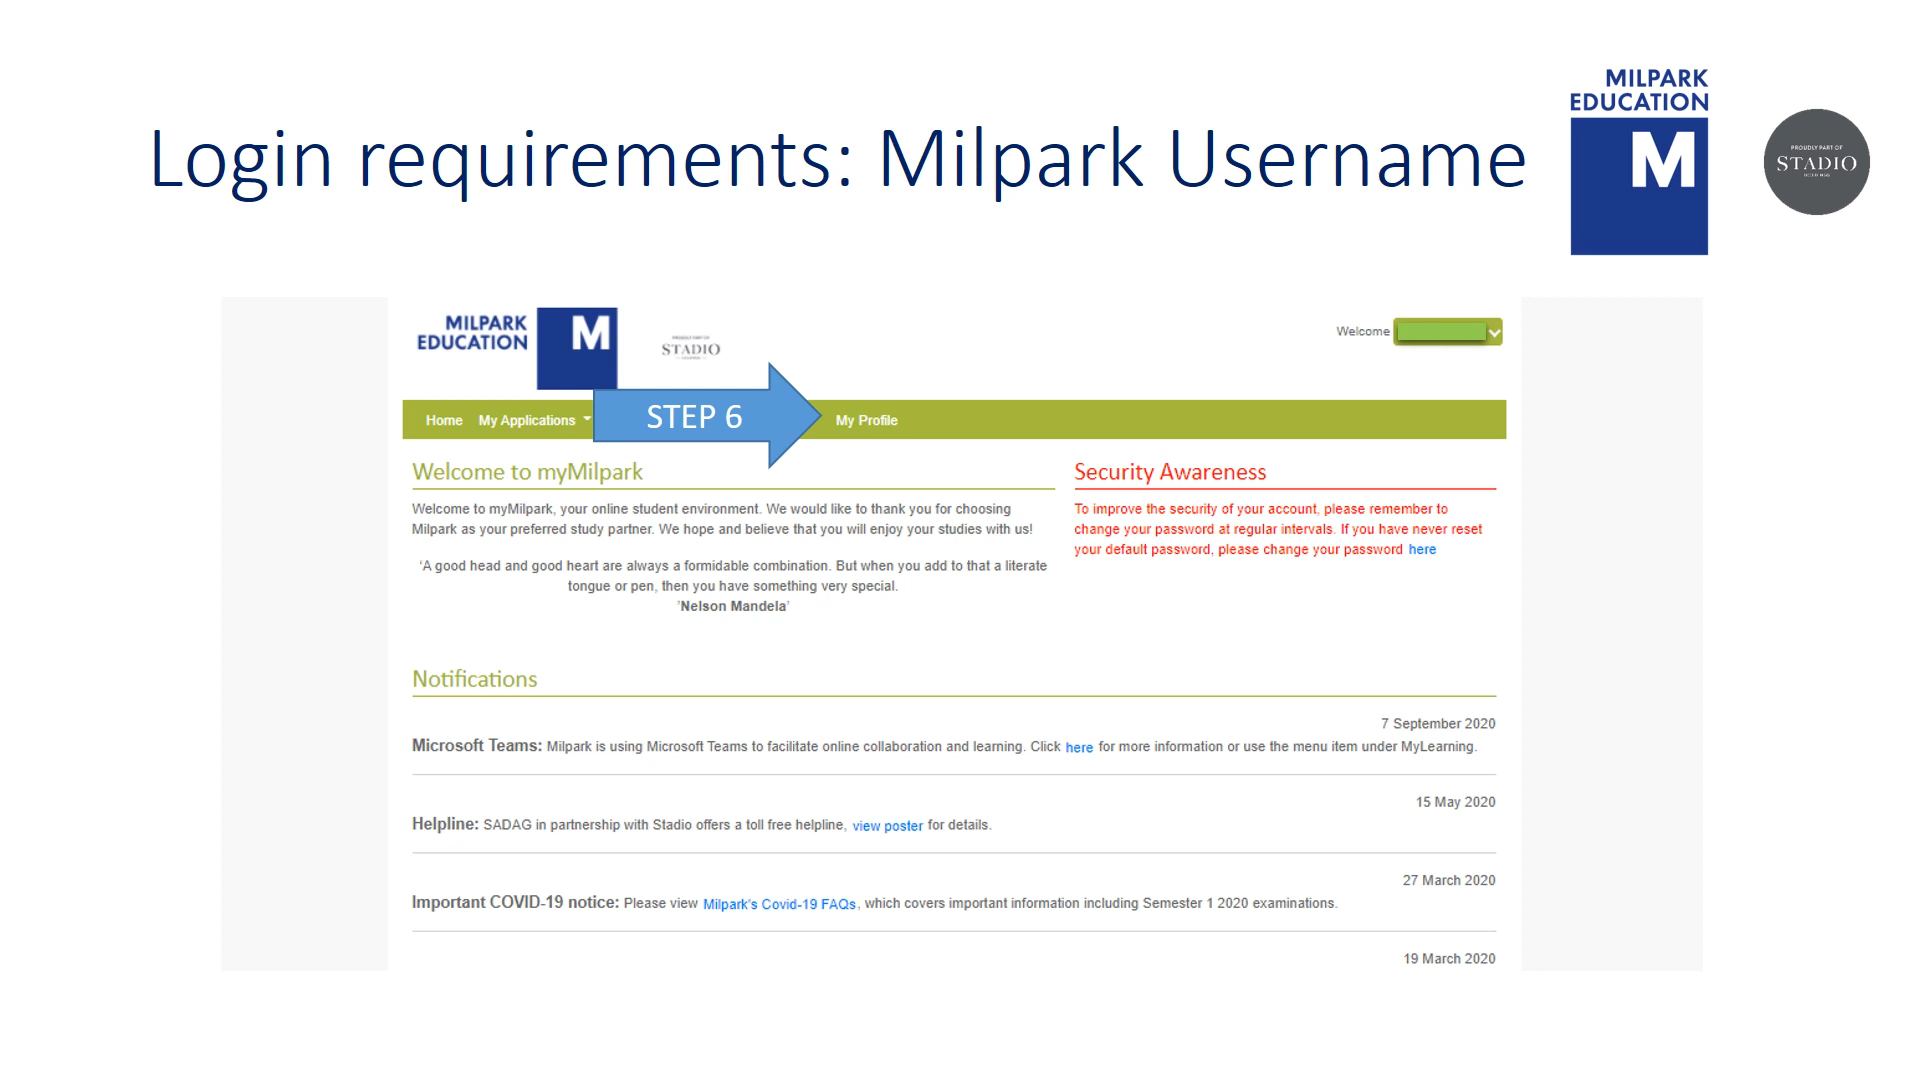 Login requirements: Milpark Username
MILPARK
EDUCATION
M
PROUDLY PART OF
STADIO
MILPARK
EDUCATION
M
PROUDLY PART OF
STADIO
Welcome
Home My Applications STEP 6 My Profile
Welcome to myMilpark
Welcome to myMilpark, your online student environment. We would like to thank you for choosing
Milpark as your preferred study partner. We hope and believe that you will enjoy your studies with us!
‘A good head and good heart are always a formidable combination. But when you add to that a literate
tongue or pen, then you have something very special.
’Nelson Mandela’
Security Awareness
To improve the security of your account, please remember to
change your password at regular intervals. If you have never reset
your default password, please change your password here
Notifications
7 September 2020
Microsoft Teams: Milpark is using Microsoft Teams to facilitate online collaboration and learning. Click here for more information or use the menu item under MyLearning.
15 May 2020
Helpline: SADAG in partnership with Stadio offers a toll free helpline, view poster for details.
27 March 2020
Important COVID-19 notice: Please view Milpark's Covid-19 FAQs, which covers important information including Semester 1 2020 examinations.
19 March 2020